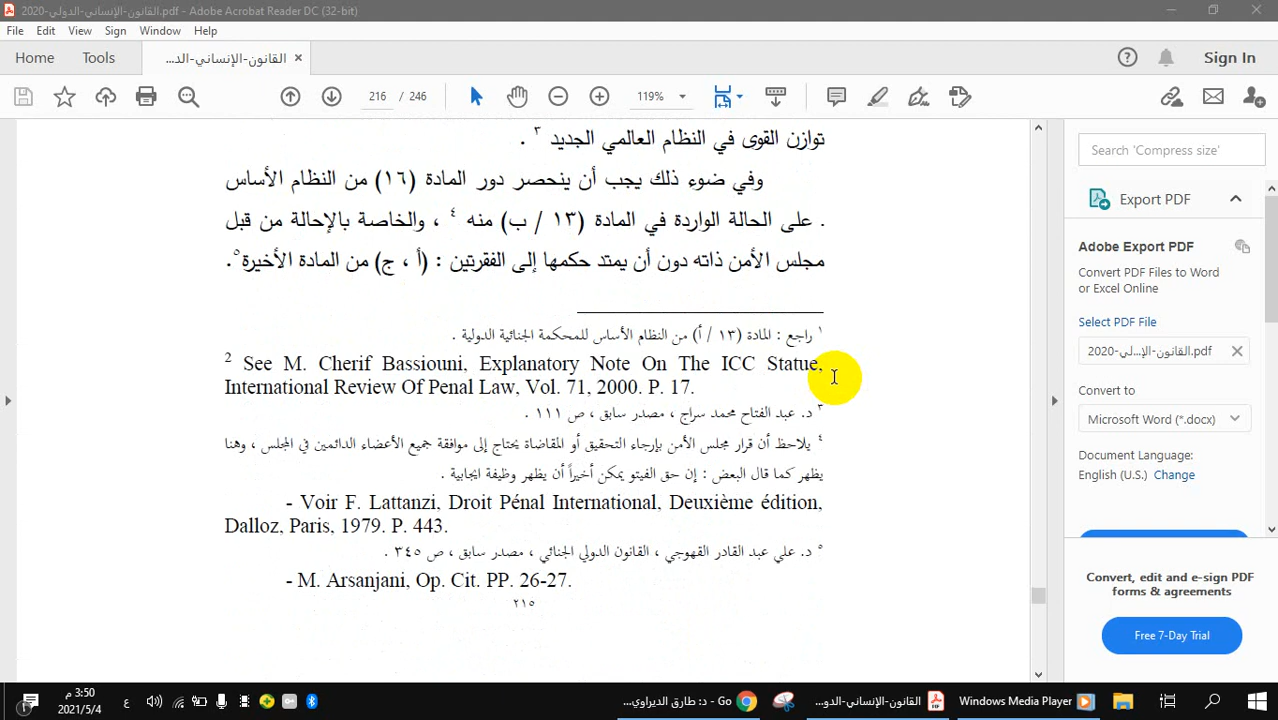 القانون-الإنساني-الدولي-2020.pdf - Adobe Acrobat Reader DC (32-bit)
File Edit View Sign Window Help
Home Tools القانون-الإنساني-الد... × Sign In
216 / 246 119%
توازن القوى في النظام العالمي الجديد ٣ .
وفي ضوء ذلك يجب أن ينحصر دور المادة (١٦) من النظام الأساس
. على الحالة الواردة في المادة (١٣ / ب) منه ٤ ، والخاصة بالإحالة من قبل
مجلس الأمن ذاته دون أن يمتد حكمها إلى الفقرتين : (أ ، ج) من المادة الأخيرة٥.
١ راجع : المادة (١٣ / أ) من النظام الأساس للمحكمة الجنائية الدولية .
2 See M. Cherif Bassiouni, Explanatory Note On The ICC Statue,
International Review Of Penal Law, Vol. 71, 2000. P. 17.
٣ د. عبد الفتاح محمد سراج ، مصدر سابق ، ص ١١١ .
٤ يلاحظ أن قرار مجلس الأمن بإرجاء التحقيق أو المقاضاة يحتاج إلى موافقة جميع الأعضاء الدائمين في المجلس ، وهنا
يظهر كما قال البعض : إن حق الفيتو يمكن أخيراً أن يظهر وظيفة ايجابية .
- Voir F. Lattanzi, Droit Pénal International, Deuxième édition,
Dalloz, Paris, 1979. P. 443.
٥ د. علي عبد القادر القهوجي ، القانون الدولي الجنائي ، مصدر سابق ، ص ٣٤٥ .
- M. Arsanjani, Op. Cit. PP. 26-27.
٢١٥
Search 'Compress size'
Export PDF
Adobe Export PDF
Convert PDF Files to Word
or Excel Online
Select PDF File
القانون-الإنـ...لي-2020.pdf ×
Convert to
Microsoft Word (*.docx)
Document Language:
English (U.S.) Change
Convert, edit and e-sign PDF
forms & agreements
Free 7-Day Trial
3:50 م
2021/5/4
ع
Go - د: طارق الديراوي...
القانون-الإنساني-الدو...
Windows Media Player